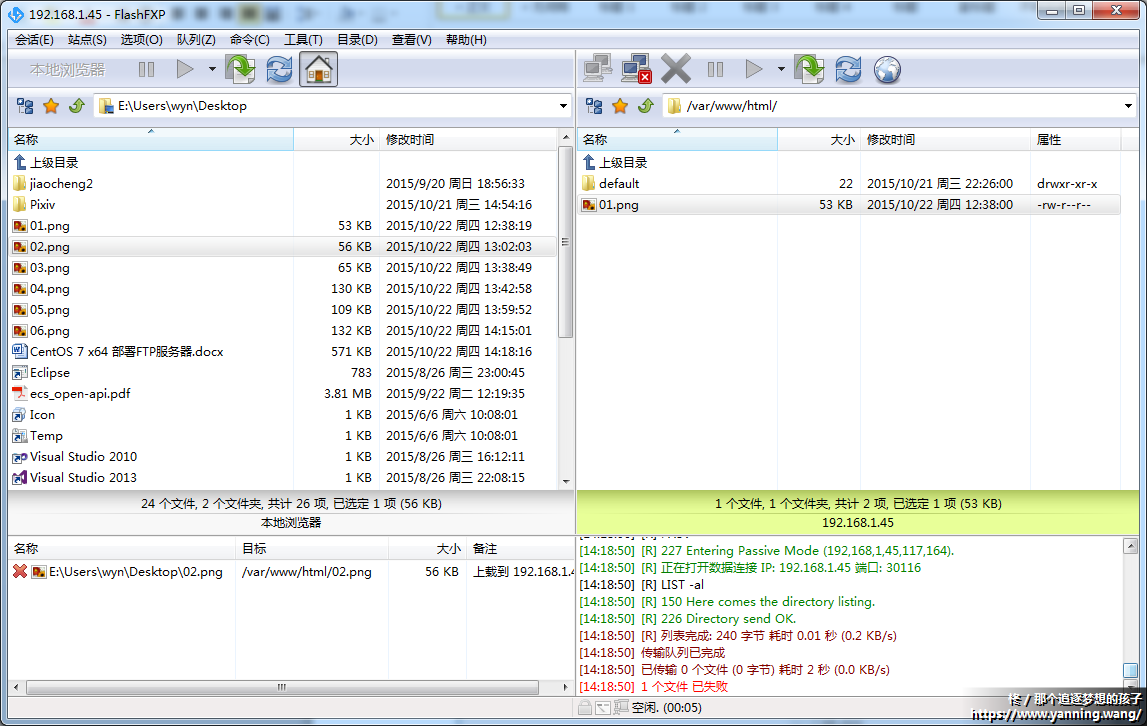 192.168.1.45 - FlashFXP
会话(E) 站点(S) 选项(O) 队列(Z) 命令(C) 工具(T) 目录(D) 查看(V) 帮助(H)
本地浏览器
E:\Users\wyn\Desktop
名称 大小 修改时间
上级目录
jiaocheng2 2015/9/20 周日 18:56:33
Pixiv 2015/10/21 周三 14:54:16
01.png 53 KB 2015/10/22 周四 12:38:19
02.png 56 KB 2015/10/22 周四 13:02:03
03.png 65 KB 2015/10/22 周四 13:38:49
04.png 130 KB 2015/10/22 周四 13:42:58
05.png 109 KB 2015/10/22 周四 13:59:52
06.png 132 KB 2015/10/22 周四 14:15:01
CentOS 7 x64 部署FTP服务器.docx 571 KB 2015/10/22 周四 14:18:16
Eclipse 783 2015/8/26 周三 23:00:45
ecs_open-api.pdf 3.81 MB 2015/9/22 周二 12:19:35
Icon 1 KB 2015/6/6 周六 10:08:01
Temp 1 KB 2015/6/6 周六 10:08:01
Visual Studio 2010 1 KB 2015/8/26 周三 16:12:11
Visual Studio 2013 1 KB 2015/8/26 周三 22:08:15
24 个文件, 2 个文件夹, 共计 26 项, 已选定 1 项 (56 KB)
本地浏览器
/var/www/html/
名称 大小 修改时间 属性
上级目录
default 22 2015/10/21 周三 22:26:00 drwxr-xr-x
01.png 53 KB 2015/10/22 周四 12:38:00 -rw-r--r--
1 个文件, 1 个文件夹, 共计 2 项, 已选定 1 项 (53 KB)
192.168.1.45
名称 目标 大小 备注
E:\Users\wyn\Desktop\02.png /var/www/html/02.png 56 KB 上载到 192.168.1.4
[14:18:50] [R] 227 Entering Passive Mode (192,168,1,45,117,164).
[14:18:50] [R] 正在打开数据连接 IP: 192.168.1.45 端口: 30116
[14:18:50] [R] LIST -al
[14:18:50] [R] 150 Here comes the directory listing.
[14:18:50] [R] 226 Directory send OK.
[14:18:50] [R] 列表完成: 240 字节 耗时 0.01 秒 (0.2 KB/s)
[14:18:50] 传输队列已完成
[14:18:50] 已传输 0 个文件 (0 字节) 耗时 2 秒 (0.0 KB/s)
[14:18:50] 1 个文件 已失败
空闲. (00:05)
/ 那个追逐梦想的孩子
https://www.yanning.wang/